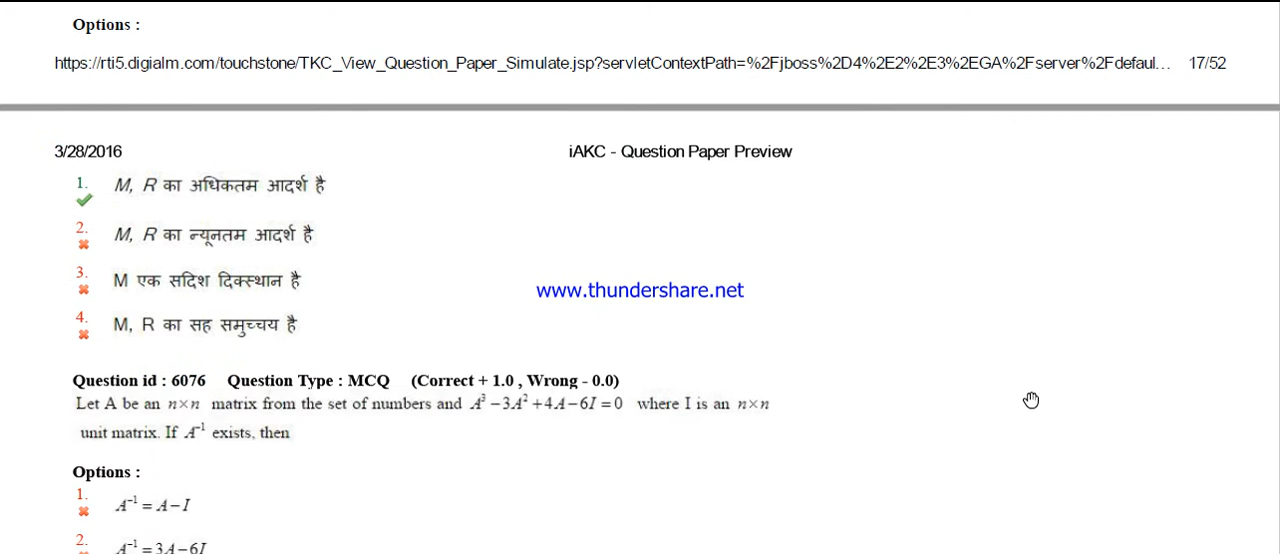 Options :
https://rti5.digialm.com/touchstone/TKC_View_Question_Paper_Simulate.jsp?servletContextPath=%2Fjboss%2D4%2E2%2E3%2EGA%2Fserver%2Fdefaul... 17/52
3/28/2016 iAKC - Question Paper Preview
1. M, R का अधिकतम आदर्श है
2. M, R का न्यूनतम आदर्श है
3. M एक सदिश दिक्स्थान है
www.thundershare.net
4. M, R का सह समुच्चय है
Question id : 6076 Question Type : MCQ (Correct + 1.0 , Wrong - 0.0)
Let A be an n×n matrix from the set of numbers and A³ −3A² +4A−6I =0 where I is an n×n
unit matrix. If A⁻¹ exists, then
Options :
1. A⁻¹ = A−I
2. A⁻¹ = 3A−6I